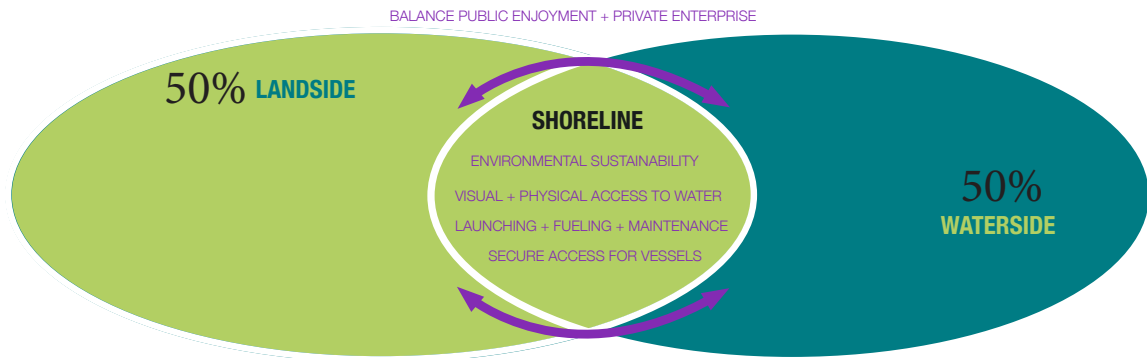 BALANCE PUBLIC ENJOYMENT + PRIVATE ENTERPRISE
50% LANDSIDE
SHORELINE
ENVIRONMENTAL SUSTAINABILITY
VISUAL + PHYSICAL ACCESS TO WATER
LAUNCHING + FUELING + MAINTENANCE
SECURE ACCESS FOR VESSELS
50%
WATERSIDE